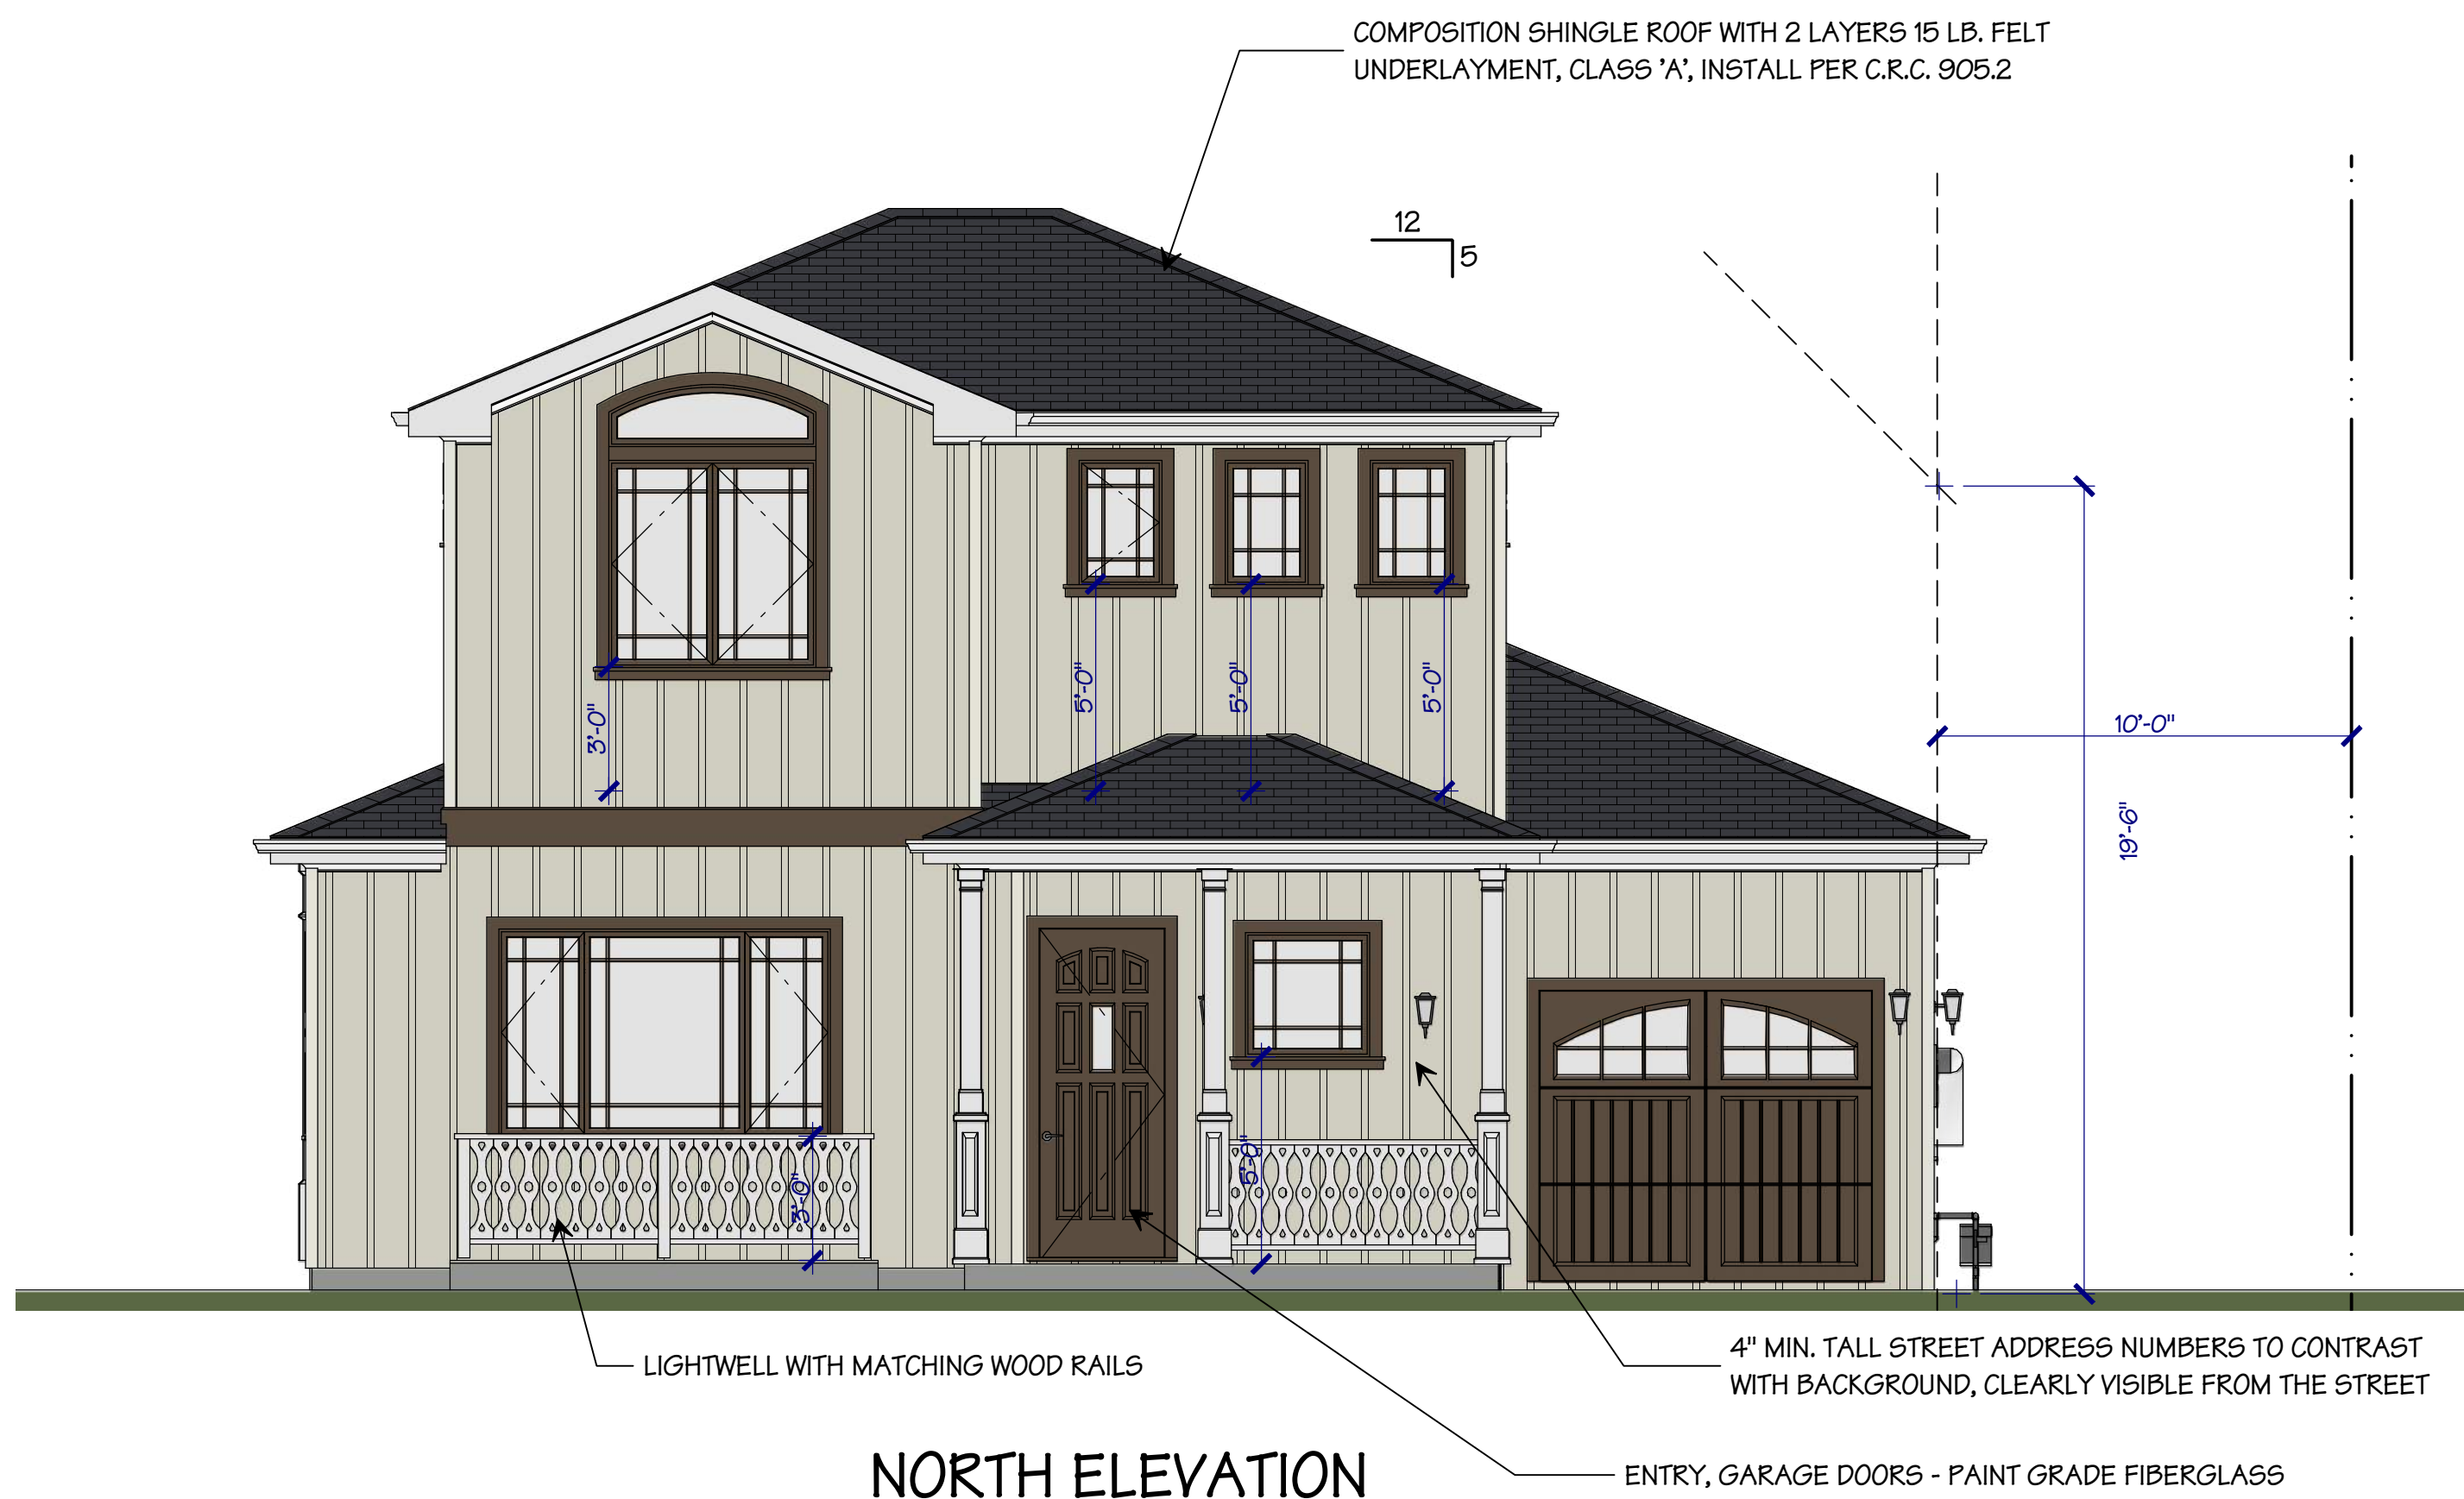 COMPOSITION SHINGLE ROOF WITH 2 LAYERS 15 LB. FELT
UNDERLAYMENT, CLASS 'A', INSTALL PER C.R.C. 905.2
12
5
5'-0"
5'-0"
5'-0"
3'-0"
10'-0"
19'-6"
5'-0"
3'-0"
4" MIN. TALL STREET ADDRESS NUMBERS TO CONTRAST
WITH BACKGROUND, CLEARLY VISIBLE FROM THE STREET
LIGHTWELL WITH MATCHING WOOD RAILS
NORTH ELEVATION
ENTRY, GARAGE DOORS - PAINT GRADE FIBERGLASS